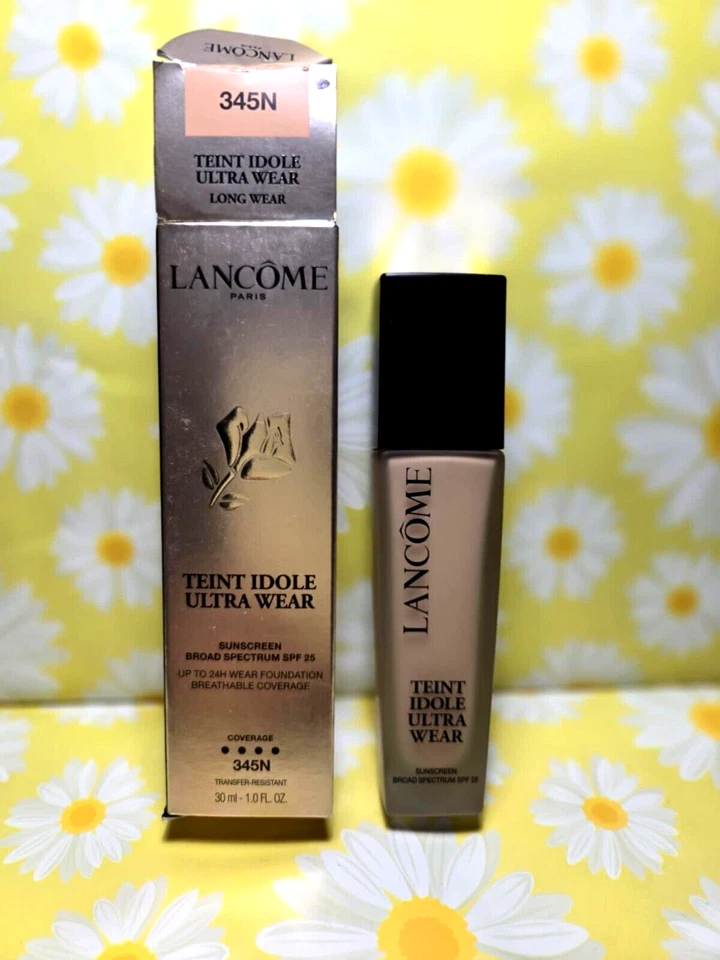 LANCÔME
345N
TEINT IDOLE
ULTRA WEAR
LONG WEAR
LANCÔME
PARIS
TEINT IDOLE
ULTRA WEAR
SUNSCREEN
BROAD SPECTRUM SPF 25
UP TO 24H WEAR FOUNDATION
BREATHABLE COVERAGE
COVERAGE
345N
TRANSFER-RESISTANT
30 ml - 1.0 FL. OZ.
LANCÔME
TEINT
IDOLE
ULTRA
WEAR
SUNSCREEN
BROAD SPECTRUM SPF 25